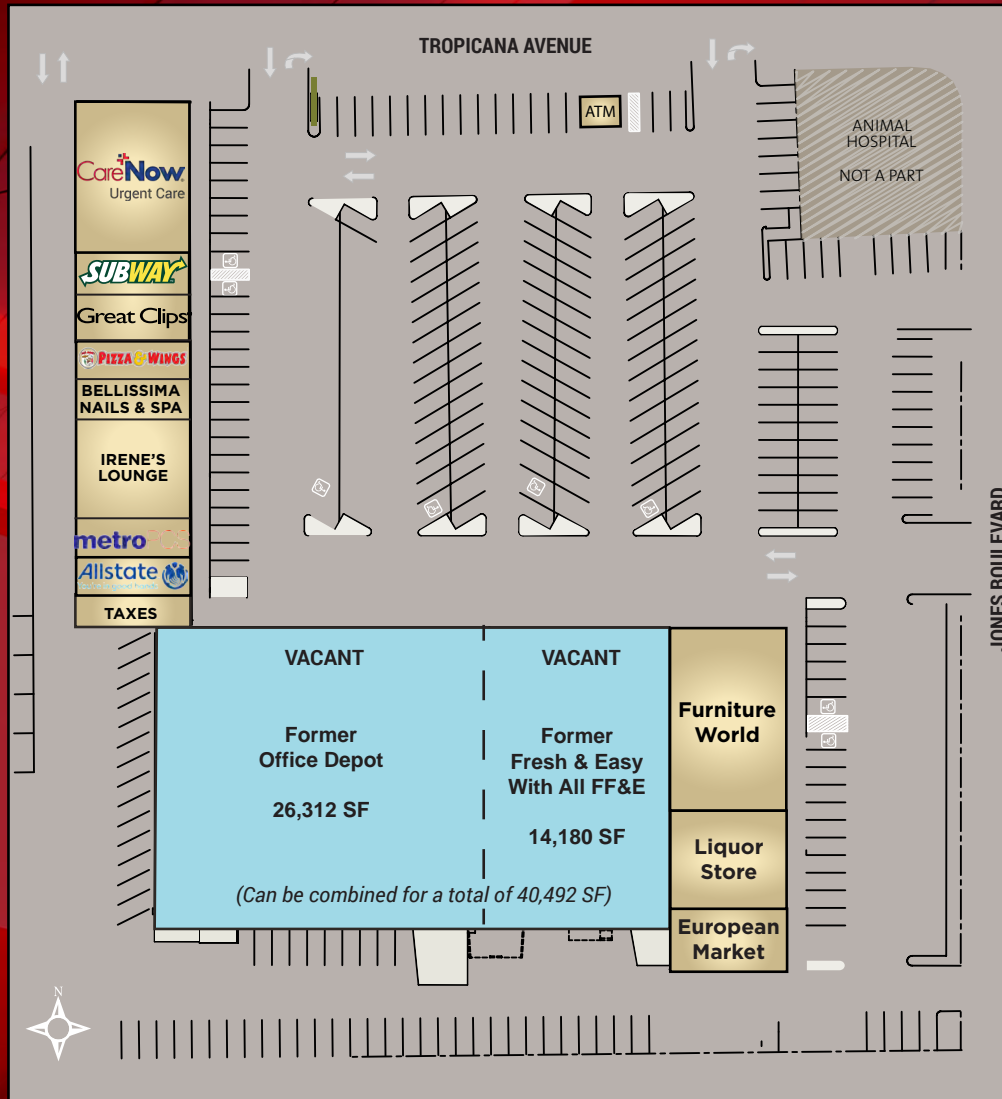 TROPICANA AVENUE
ATM
ANIMAL
HOSPITAL
NOT A PART
CareNow
Urgent Care
SUBWAY
Great Clips
PIZZA & WINGS
BELLISSIMA
NAILS & SPA
IRENE'S
LOUNGE
metroPCS
Allstate
TAXES
JONES BOULEVARD
VACANT
Former
Office Depot
26,312 SF
VACANT
Former
Fresh & Easy
With All FF&E
14,180 SF
(Can be combined for a total of 40,492 SF)
Furniture
World
Liquor
Store
European
Market
N